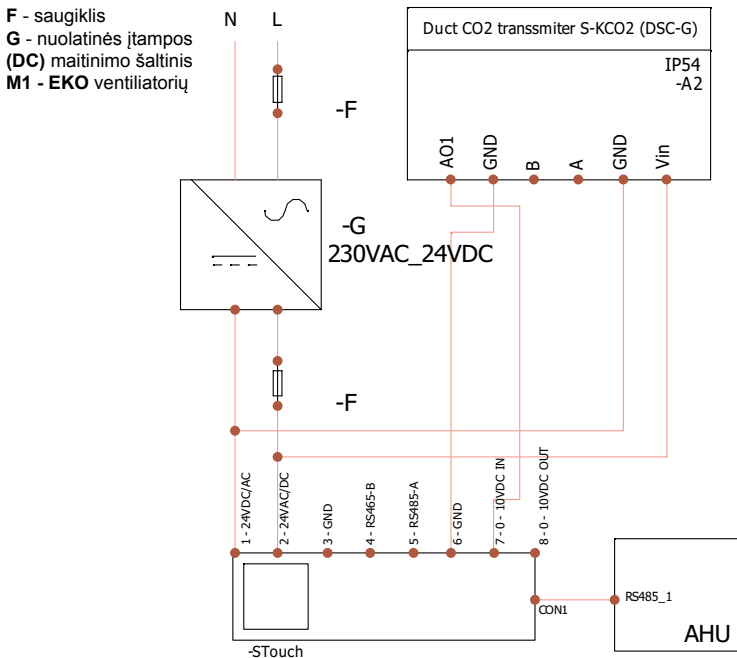 F - saugiklis
G - nuolatinės įtampos
(DC) maitinimo šaltinis
M1 - EKO ventiliatorių
N
L
-F
Duct CO2 transsmiter S-KCO2 (DSC-G)
IP54
-A2
AO1
GND
B
A
GND
Vin
-G
230VAC_24VDC
-F
1 - 24VDC/AC
2 - 24VAC/DC
3 - GND
4 - RS465-B
5 - RS485-A
6 - GND
7 - 0 - 10VDC IN
8 - 0 - 10VDC OUT
CON1
RS485_1
AHU
-STouch